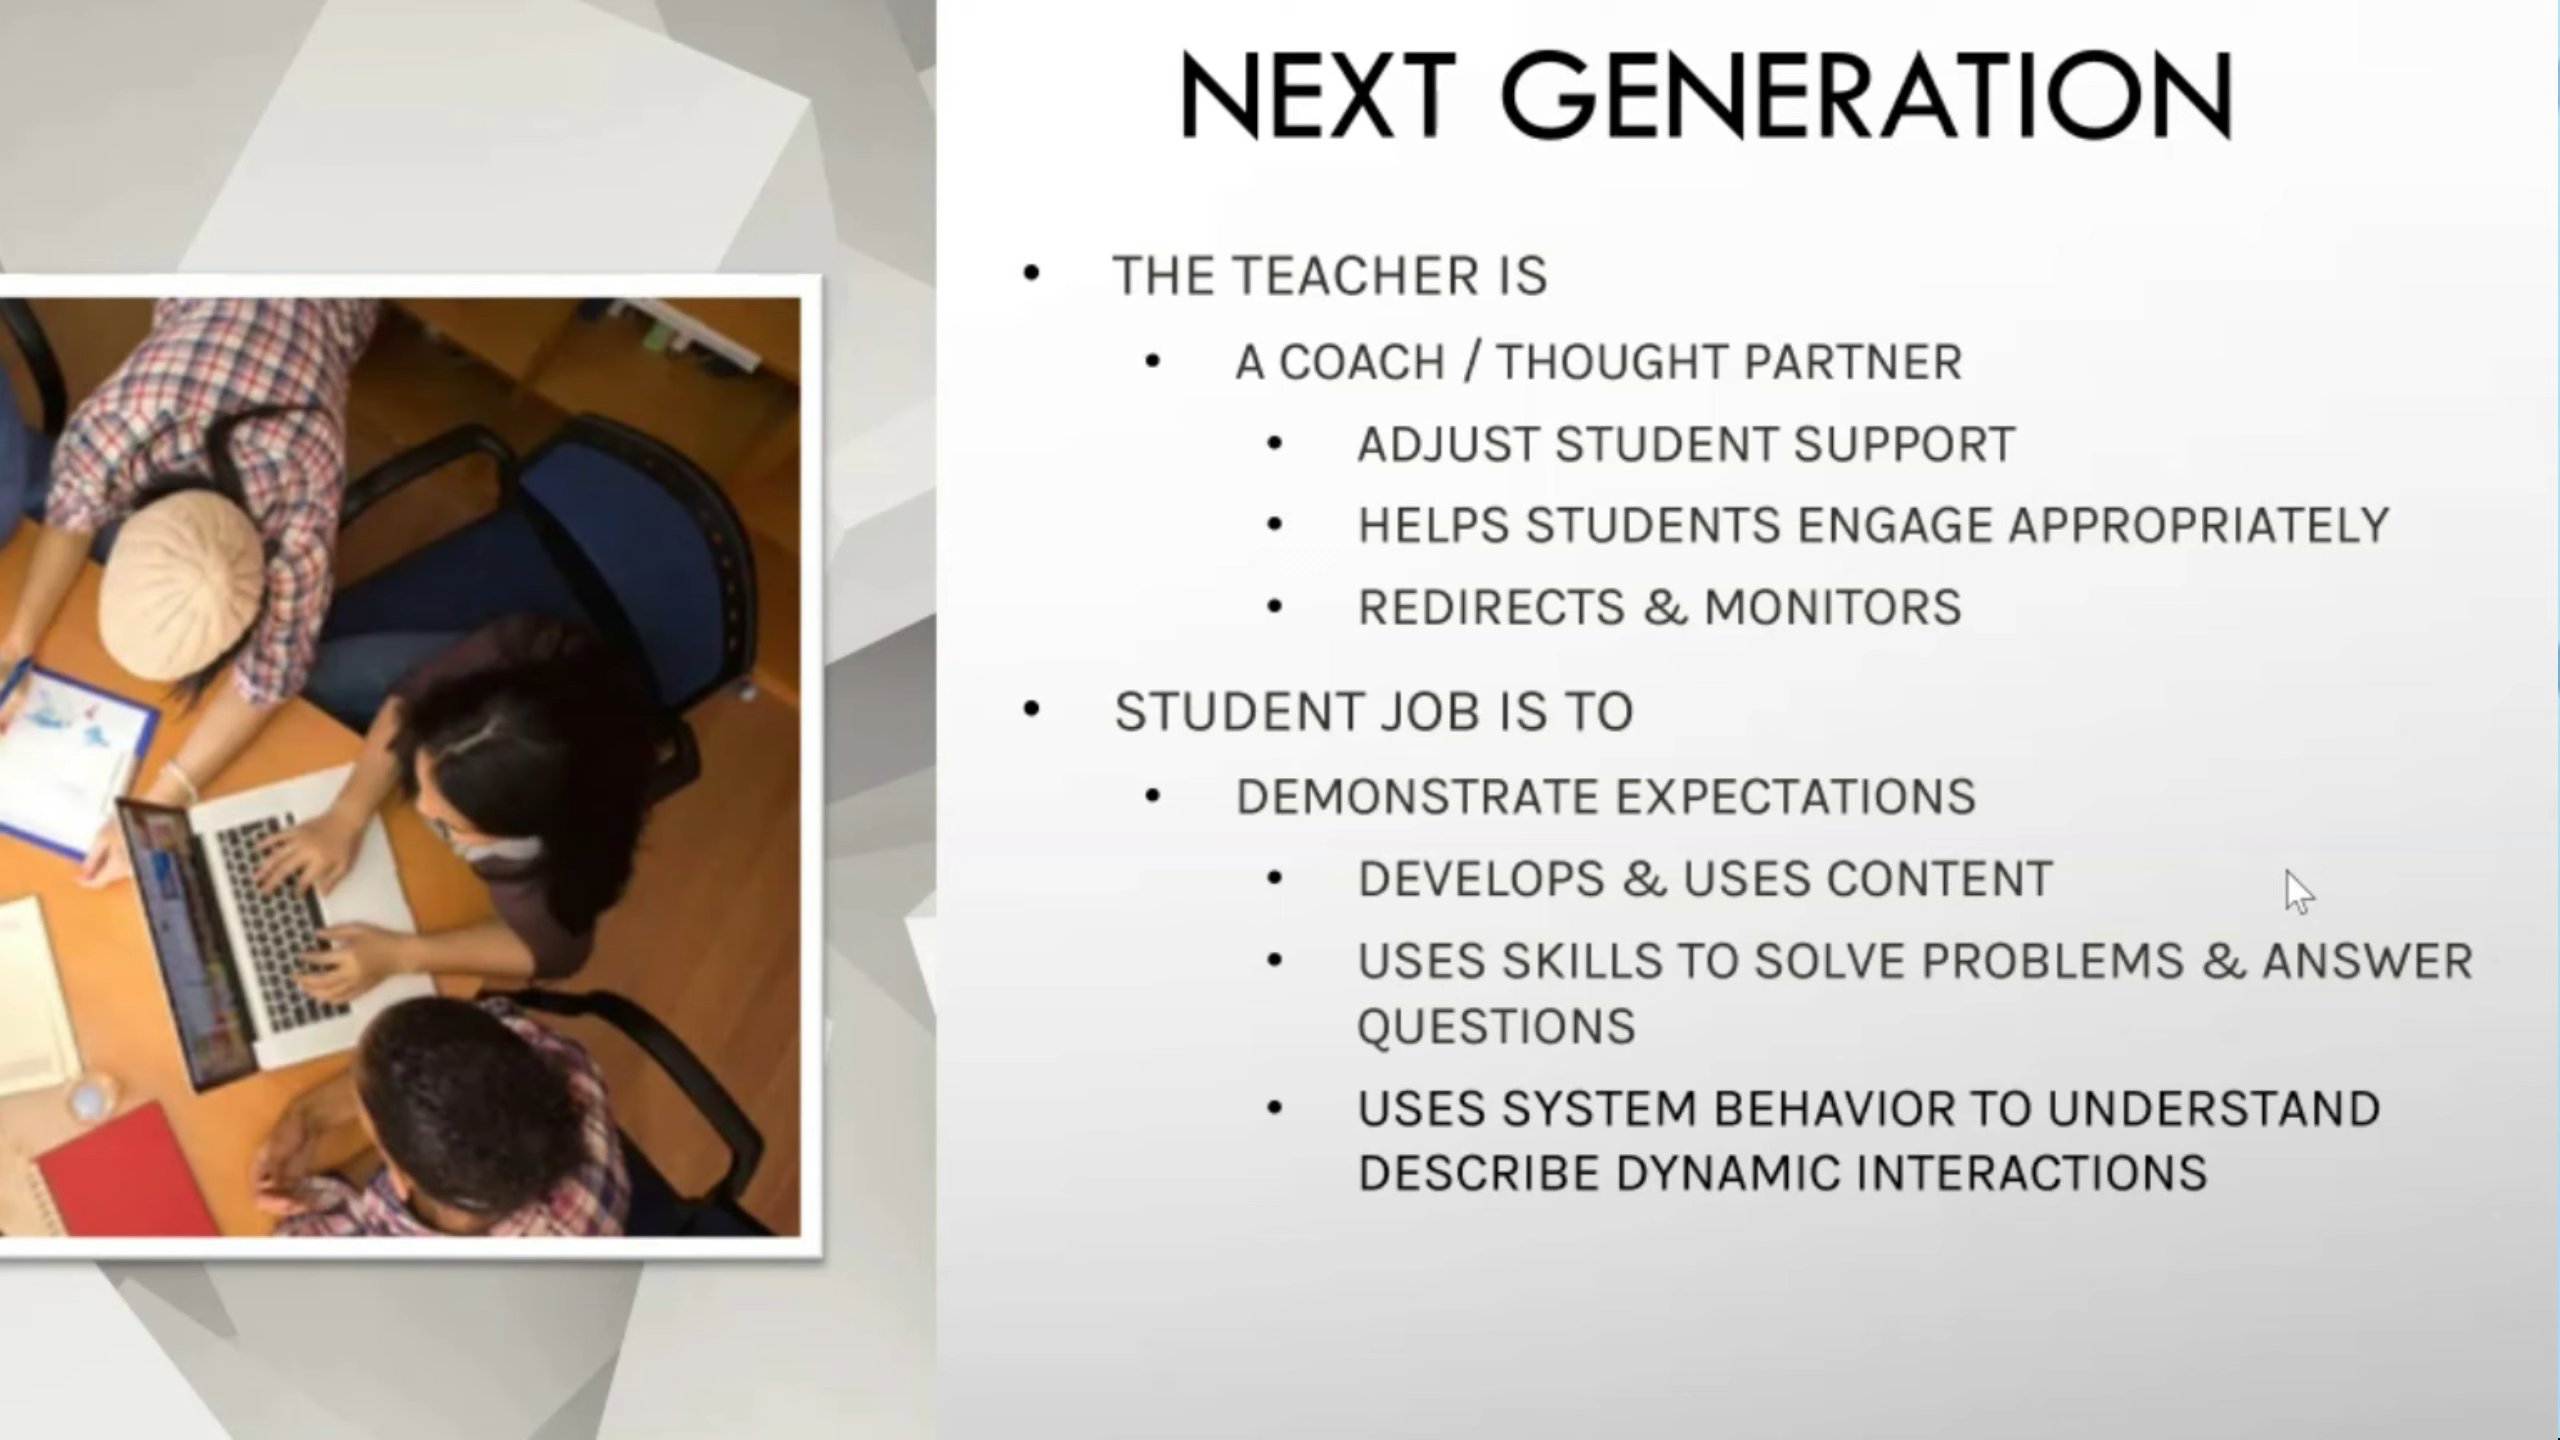 NEXT GENERATION
• THE TEACHER IS
• A COACH / THOUGHT PARTNER
• ADJUST STUDENT SUPPORT
• HELPS STUDENTS ENGAGE APPROPRIATELY
• REDIRECTS & MONITORS
• STUDENT JOB IS TO
• DEMONSTRATE EXPECTATIONS
• DEVELOPS & USES CONTENT
• USES SKILLS TO SOLVE PROBLEMS & ANSWER
QUESTIONS
• USES SYSTEM BEHAVIOR TO UNDERSTAND
DESCRIBE DYNAMIC INTERACTIONS